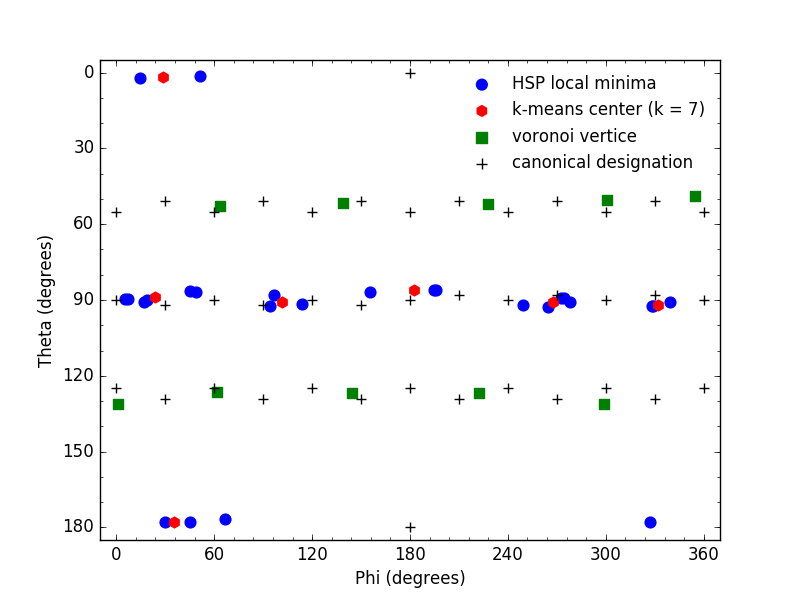 HSP local minima
k-means center (k = 7)
voronoi vertice
canonical designation
0
30
60
90
120
150
180
Theta (degrees)
0 60 120 180 240 300 360
Phi (degrees)